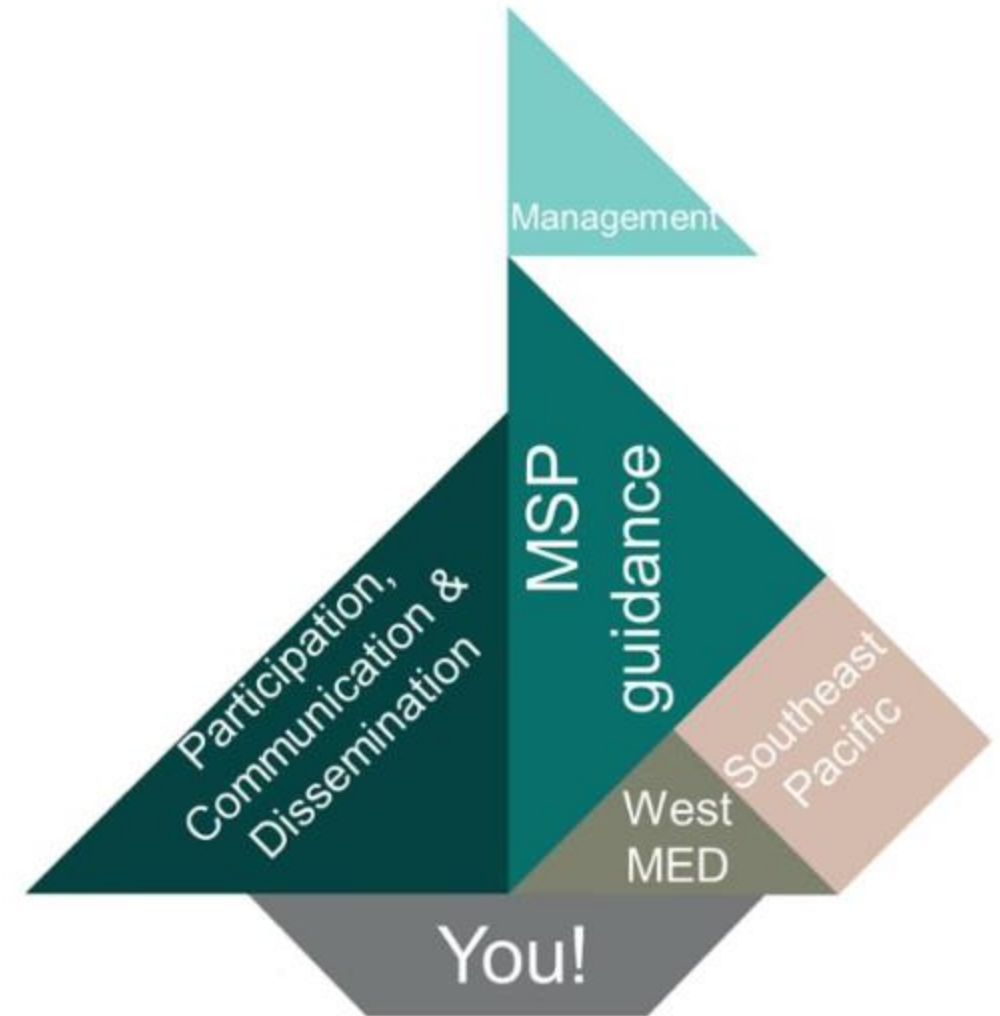 Management
MSP
guidance
Participation,
Communication &
Dissemination
Southeast
Pacific
West
MED
You!